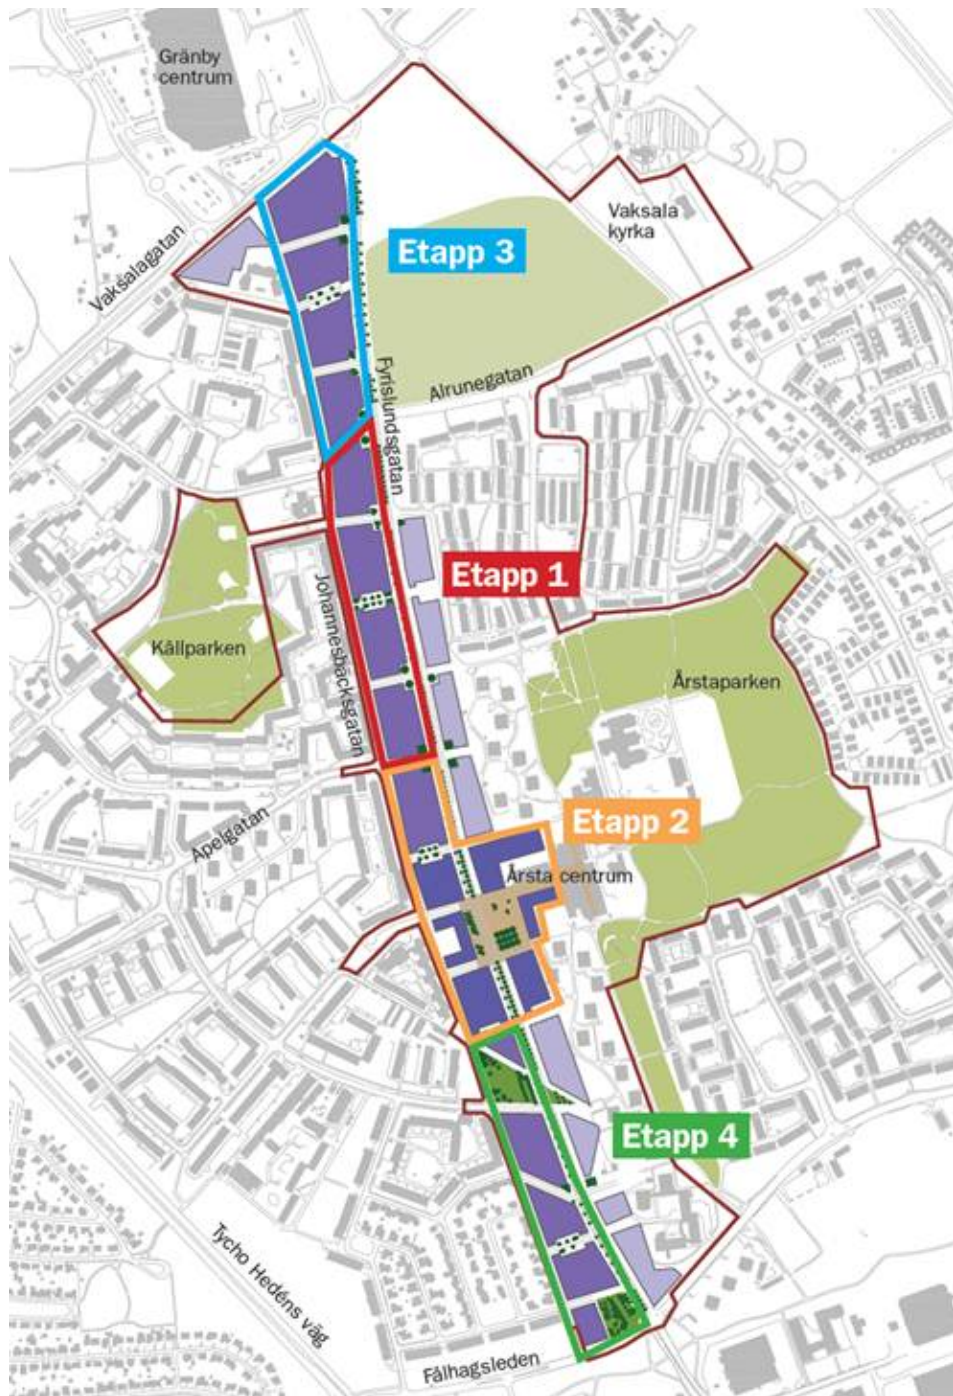 Gränby
centrum
Vaksala
kyrka
Vaksalagatan
Etapp 3
Alrunegatan
Fyrislundsgatan
Etapp 1
Johannesbäcksgatan
Källparken
Årstaparken
Etapp 2
Apelgatan
Årsta centrum
Etapp 4
Tycho Hedéns väg
Fålhagsleden